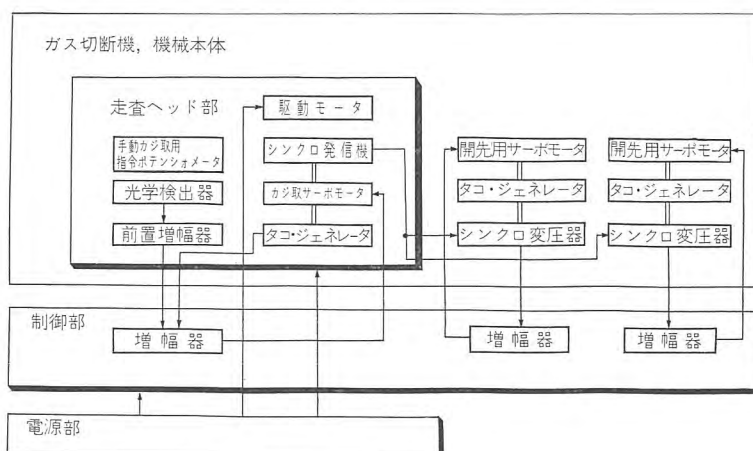 ガス切断機，機械本体
走査ヘッド部
駆動モータ
手動カジ取用
指令ポテンショメータ
光学検出器
前置増幅器
シンクロ発信機
カジ取サーボモータ
タコ・ジェネレータ
開先用サーボモータ
タコ・ジェネレータ
シンクロ変圧器
開先用サーボモータ
タコ・ジェネレータ
シンクロ変圧器
制御部
増幅器
増幅器
増幅器
電源部